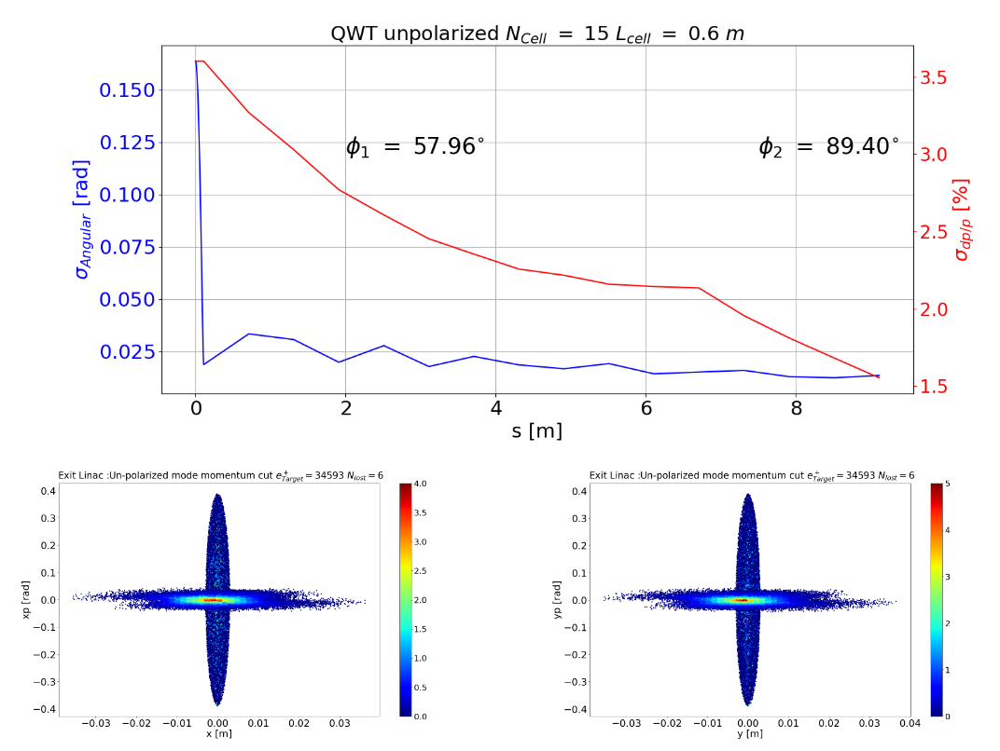 QWT unpolarized N_Cell = 15 L_cell = 0.6 m
σ_Angular [rad]
0.150
0.125
0.100
0.075
0.050
0.025
ϕ_1 = 57.96°
ϕ_2 = 89.40°
3.5
3.0
2.5
2.0
1.5
σ_dp/p [%]
0 2 4 6 8
s [m]
Exit Linac :Un-polarized mode momentum cut e^+_Target = 34593 N_lost = 6
xp [rad]
0.4
0.3
0.2
0.1
0.0
−0.1
−0.2
−0.3
−0.4
−0.03 −0.02 −0.01 0.00 0.01 0.02 0.03
x [m]
4.0
3.5
3.0
2.5
2.0
1.5
1.0
0.5
0.0
Exit Linac :Un-polarized mode momentum cut e^+_Target = 34593 N_lost = 6
yp [rad]
0.4
0.3
0.2
0.1
0.0
−0.1
−0.2
−0.3
−0.4
−0.03 −0.02 −0.01 0.00 0.01 0.02 0.03 0.04
y [m]
5
4
3
2
1
0